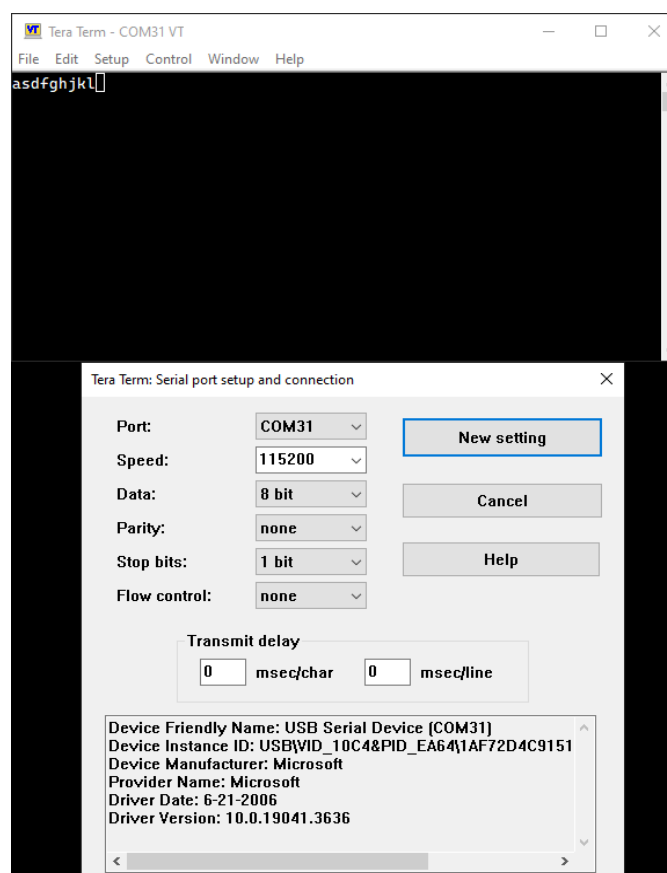 Tera Term - COM31 VT
File Edit Setup Control Window Help
asdfghjkl
Tera Term: Serial port setup and connection
Port: COM31 New setting
Speed: 115200
Data: 8 bit Cancel
Parity: none
Stop bits: 1 bit Help
Flow control: none
Transmit delay
0 msec/char 0 msec/line
Device Friendly Name: USB Serial Device (COM31)
Device Instance ID: USB\VID_10C4&PID_EA64\1AF72D4C9151
Device Manufacturer: Microsoft
Provider Name: Microsoft
Driver Date: 6-21-2006
Driver Version: 10.0.19041.3636